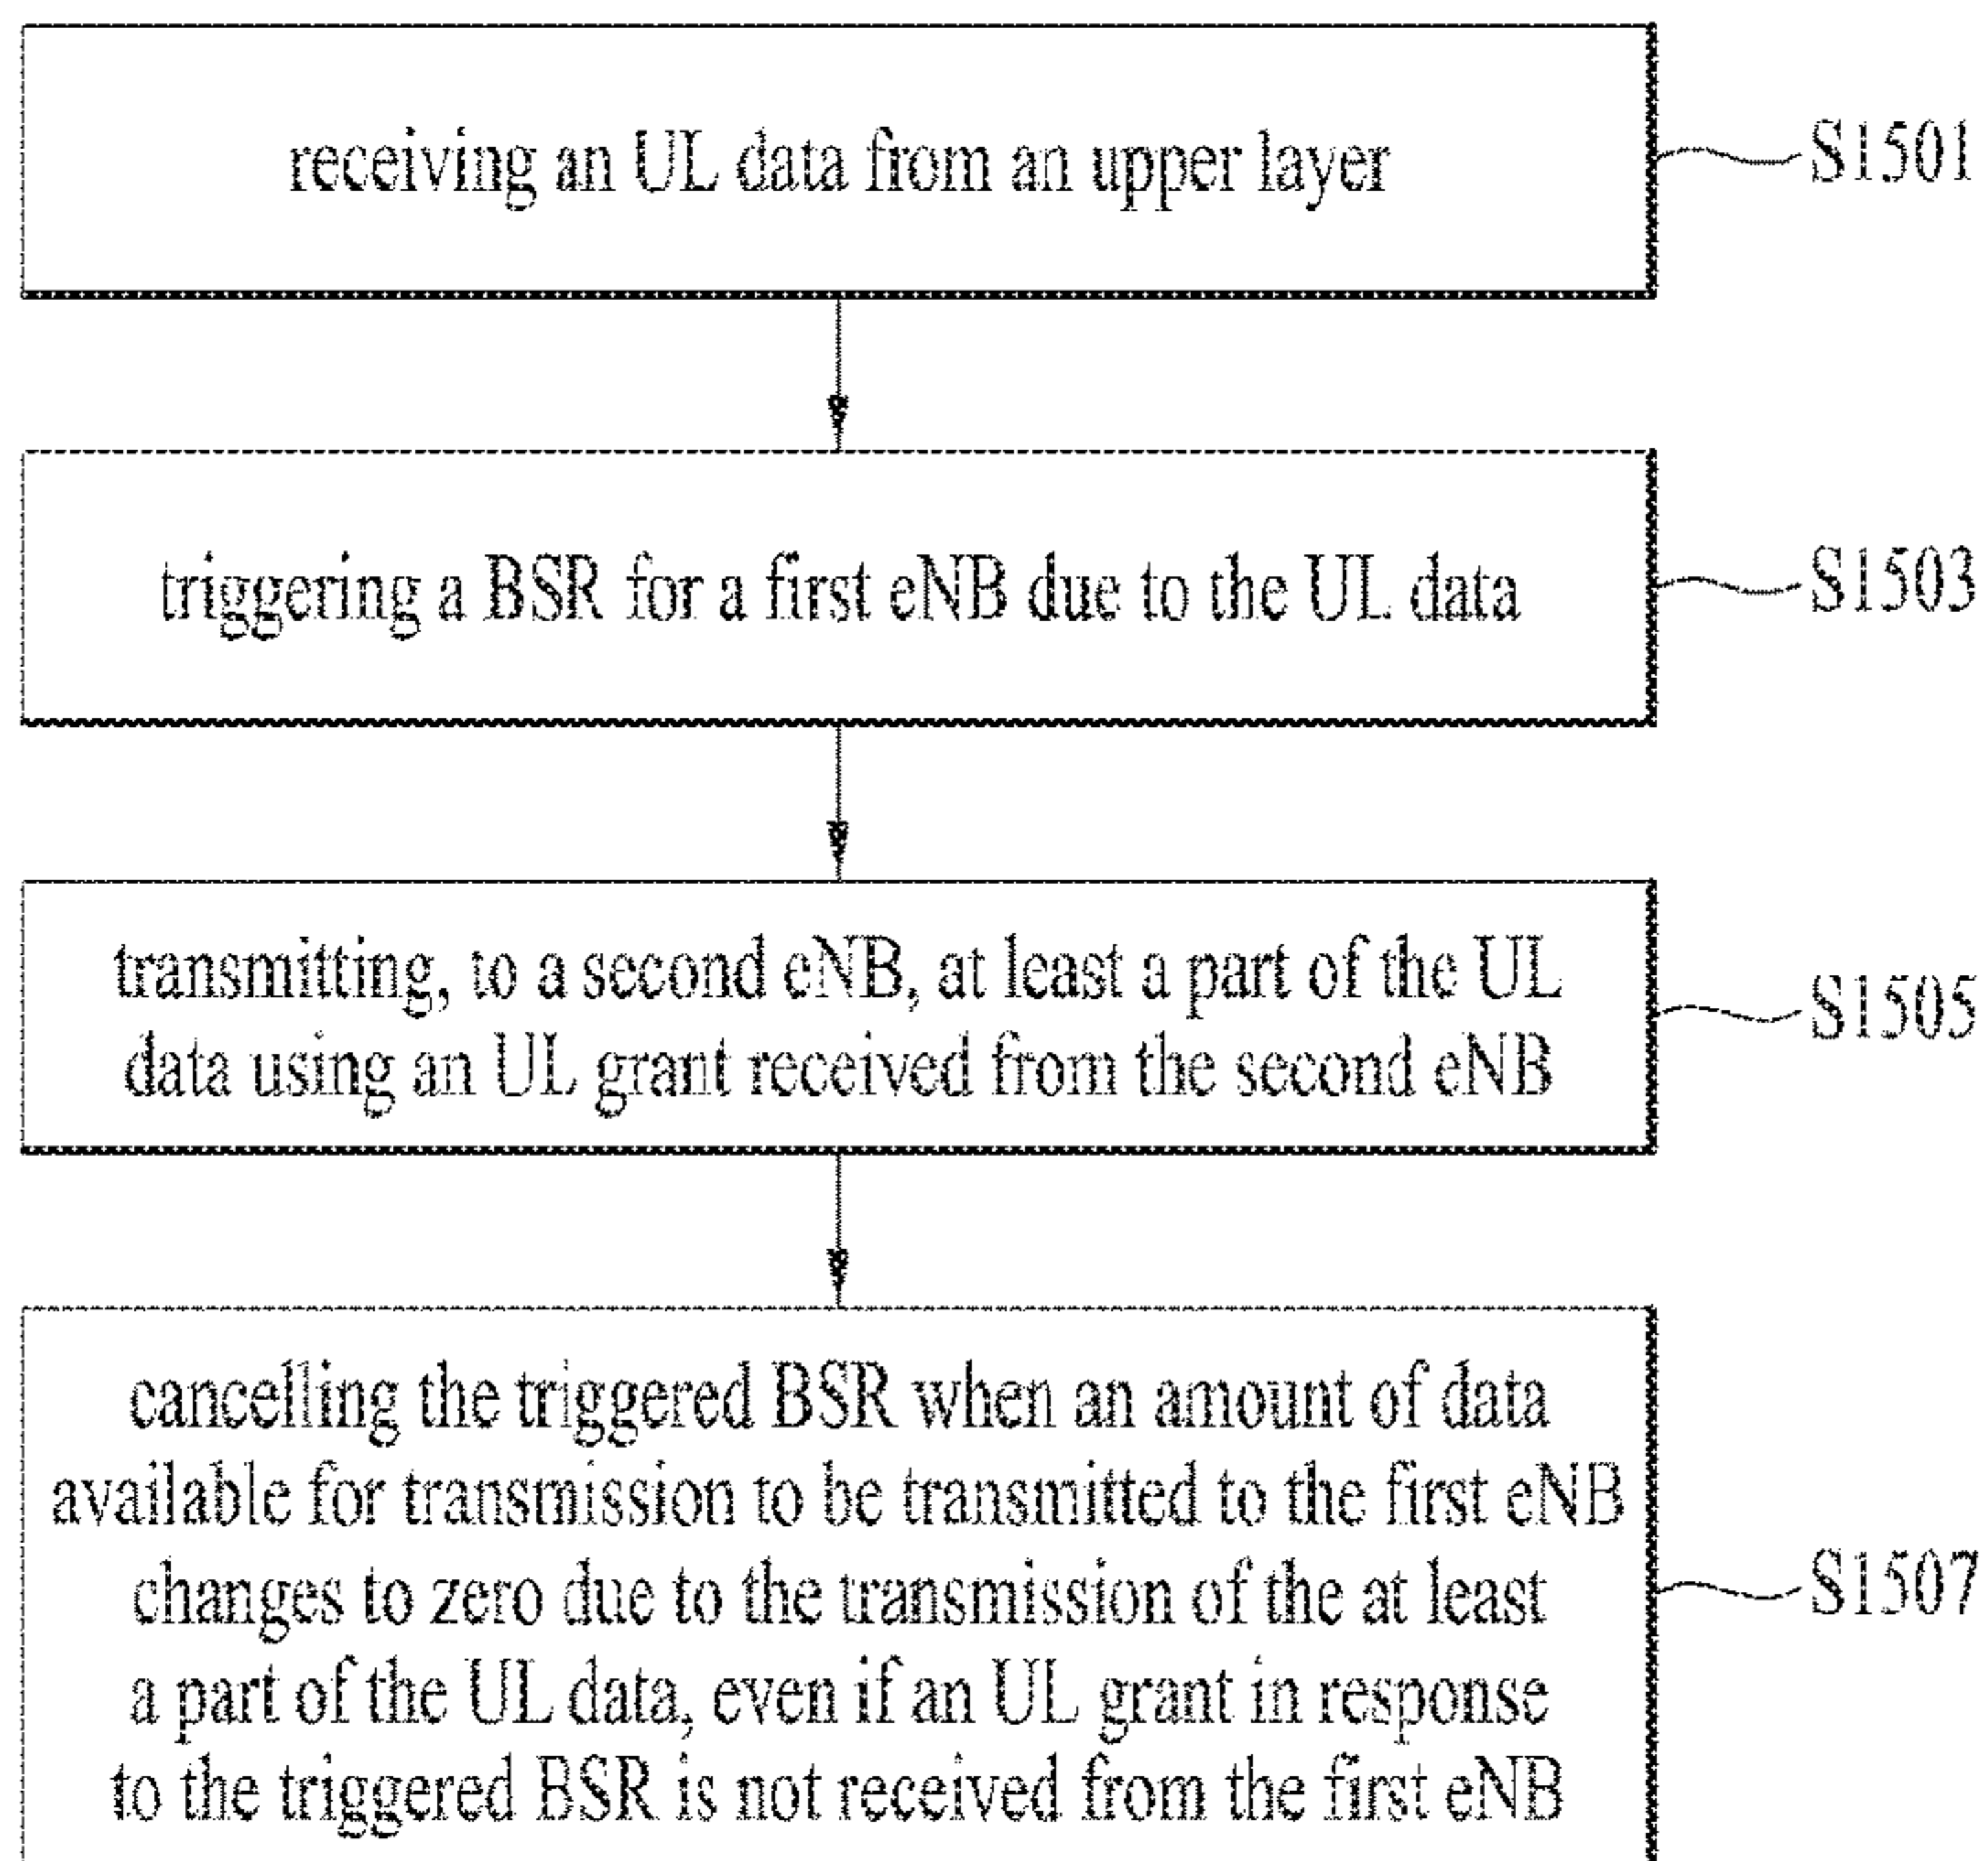 receiving an UL data from an upper layer
S1501
triggering a BSR for a first eNB due to the UL data
S1503
transmitting, to a second eNB, at least a part of the UL
data using an UL grant received from the second eNB
S1505
cancelling the triggered BSR when an amount of data
available for transmission to be transmitted to the first eNB
changes to zero due to the transmission of the at least
a part of the UL data, even if an UL grant in response
to the triggered BSR is not received from the first eNB
S1507